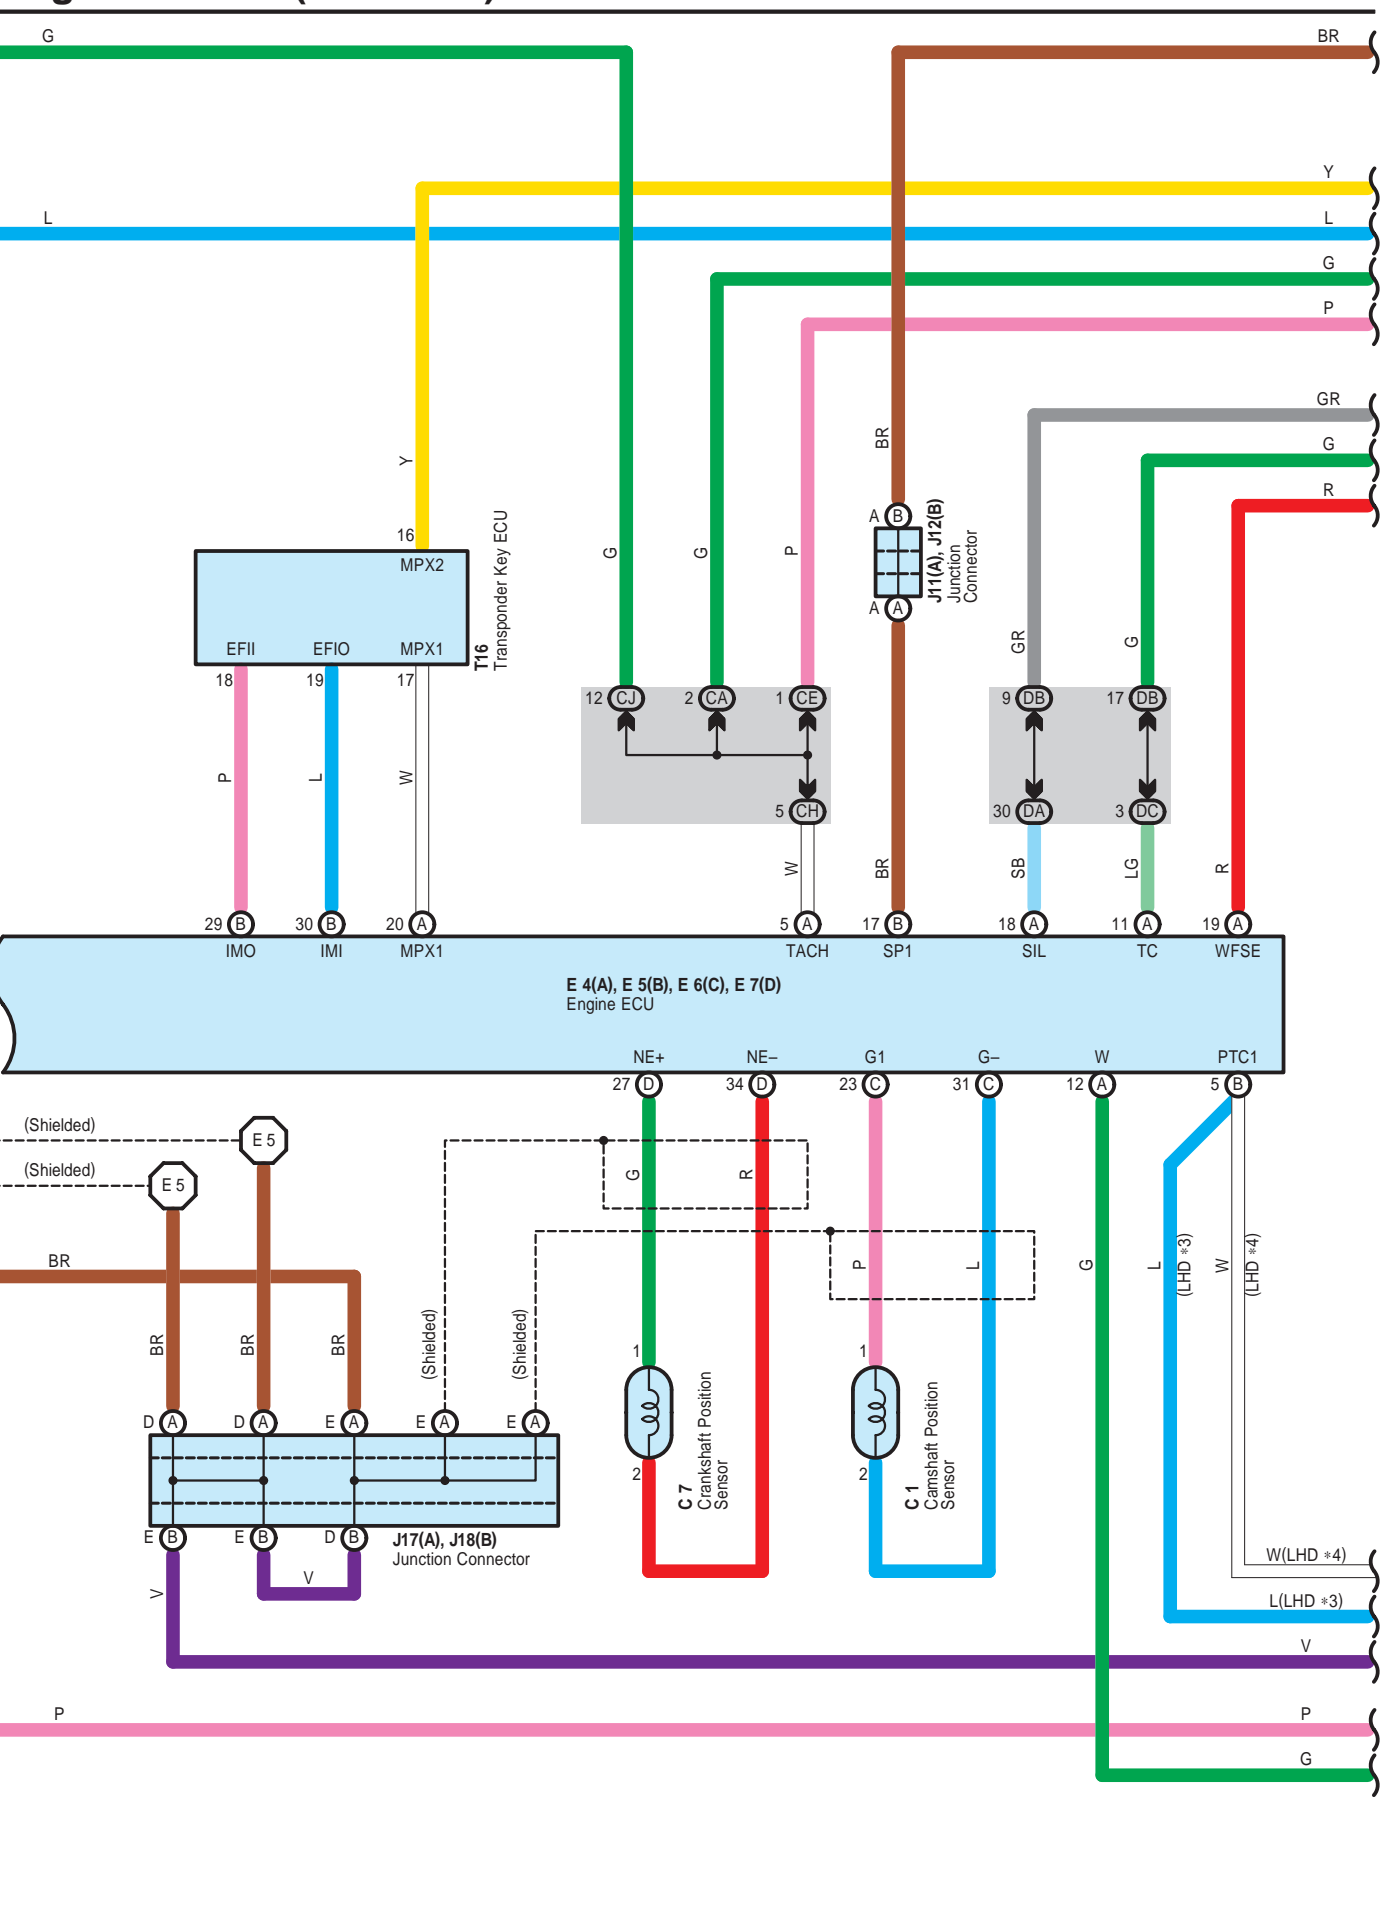 G
BR
Y
L
L
G
P
GR
G
R
BR
Y
16
MPX2
A B
J11(A), J12(B)
Junction
Connector
A A
T16
Transponder Key ECU
G
G
P
GR
G
EFII
EFIO
MPX1
18
19
17
12 CJ
2 CA
1 CE
9 DB
17 DB
P
L
W
5 CH
30 DA
3 DC
W
BR
SB
LG
R
29 B
30 B
20 A
5 A
17 B
18 A
11 A
19 A
IMO
IMI
MPX1
TACH
SP1
SIL
TC
WFSE
E 4(A), E 5(B), E 6(C), E 7(D)
Engine ECU
NE+
NE–
G1
G–
W
PTC1
27 D
34 D
23 C
31 C
12 A
5 B
(Shielded)
E 5
(Shielded)
E 5
G
R
BR
P
L
G
L
(LHD *3)
W
(LHD *4)
BR
BR
BR
(Shielded)
(Shielded)
1
1
D A
D A
E A
E A
E A
C 7
Crankshaft Position
Sensor
C 1
Camshaft Position
Sensor
2
2
E B
E B
D B
J17(A), J18(B)
Junction Connector
W(LHD *4)
V
V
L(LHD *3)
V
P
P
G